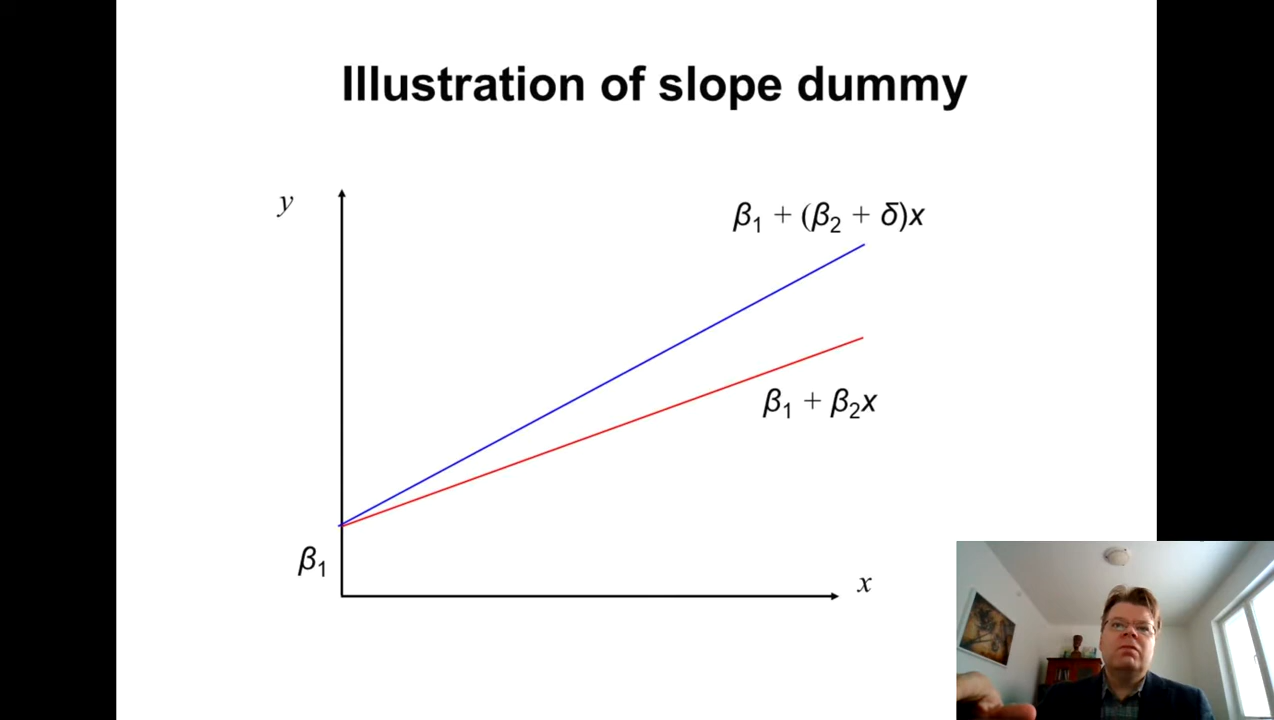 Illustration of slope dummy
y
β₁ + (β₂ + δ)x
β₁ + β₂x
β₁
x